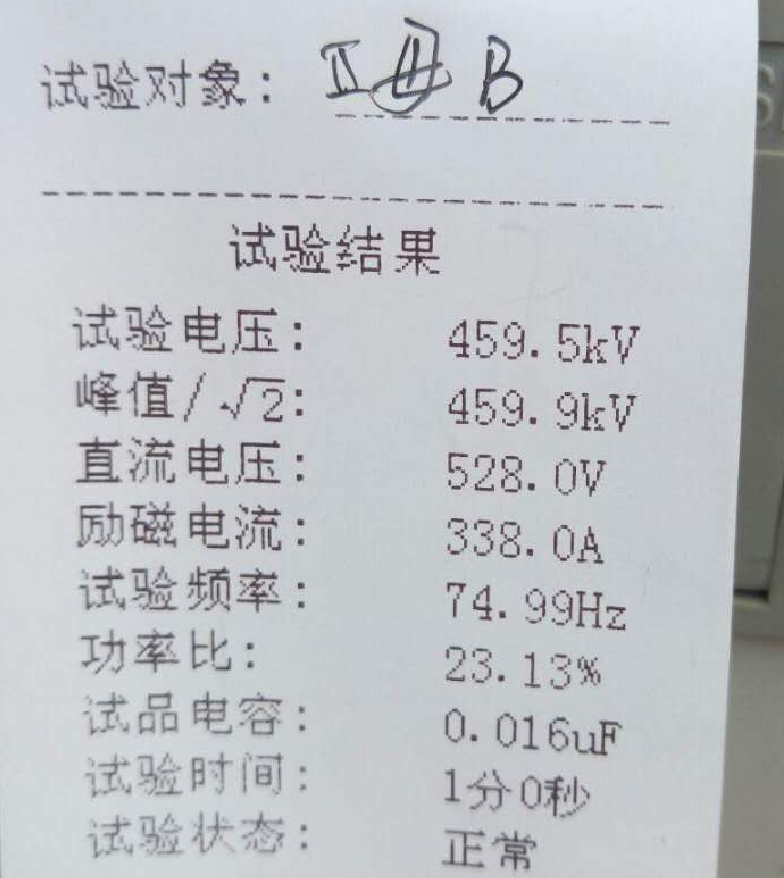 试验对象: Ⅱ母 B
试验结果
试验电压: 459.5kV
峰值/√2: 459.9kV
直流电压: 528.0V
励磁电流: 338.0A
试验频率: 74.99Hz
功率比: 23.13%
试品电容: 0.016uF
试验时间: 1分0秒
试验状态: 正常